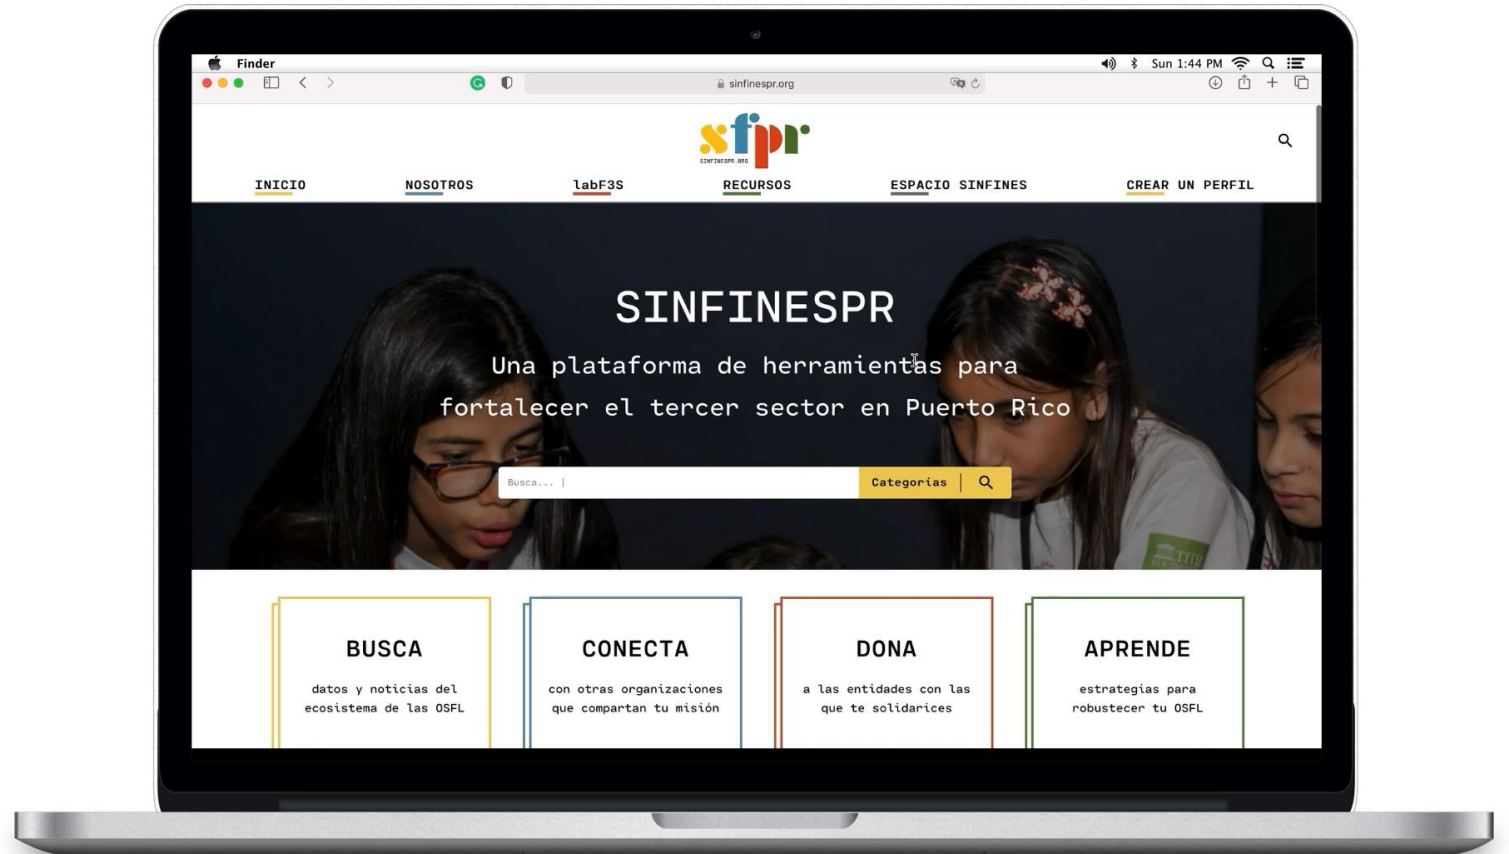 Finder
Sun 1:44 PM
sinfinespr.org
sfpr
SINFINESPR.ORG
INICIO
NOSOTROS
labF3S
RECURSOS
ESPACIO SINFINES
CREAR UN PERFIL
SINFINESPR
Una plataforma de herramientas para
fortalecer el tercer sector en Puerto Rico
Busca... |
Categorías
BUSCA
datos y noticias del
ecosistema de las OSFL
CONECTA
con otras organizaciones
que compartan tu misión
DONA
a las entidades con las
que te solidarices
APRENDE
estrategias para
robustecer tu OSFL